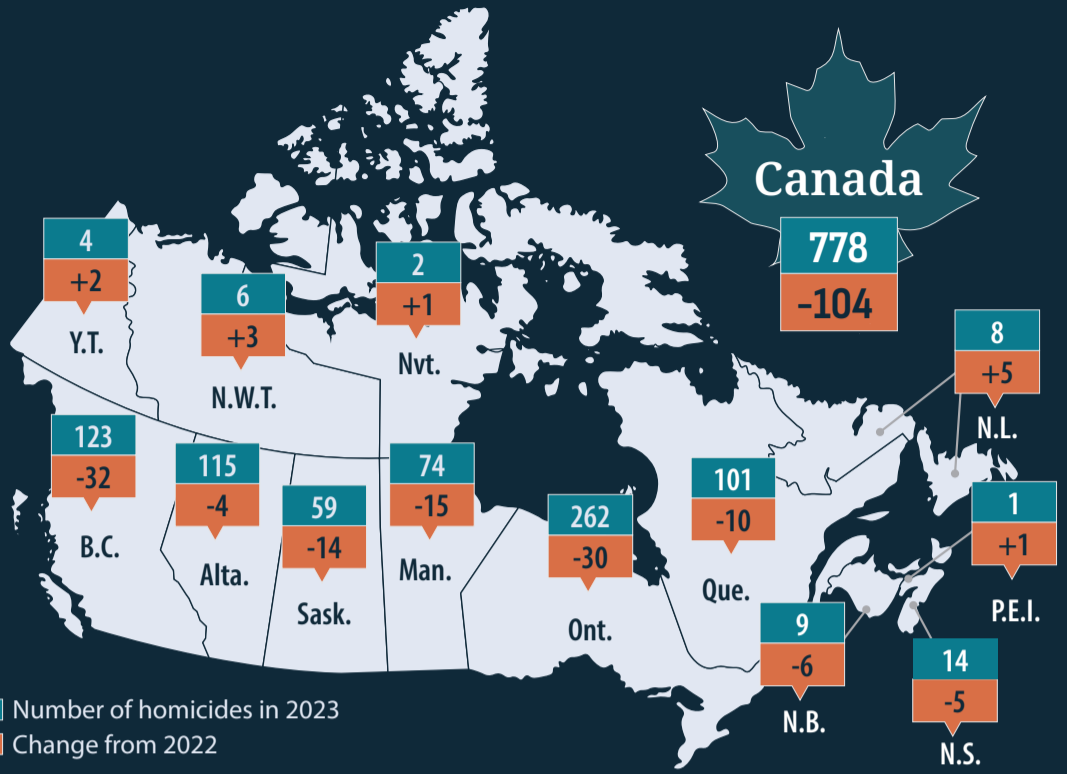 Canada
778
-104
4
+2
Y.T.
6
+3
N.W.T.
2
+1
Nvt.
8
+5
N.L.
123
-32
B.C.
115
-4
Alta.
59
-14
Sask.
74
-15
Man.
262
-30
Ont.
101
-10
Que.
1
+1
P.E.I.
9
-6
N.B.
14
-5
N.S.
Number of homicides in 2023
Change from 2022